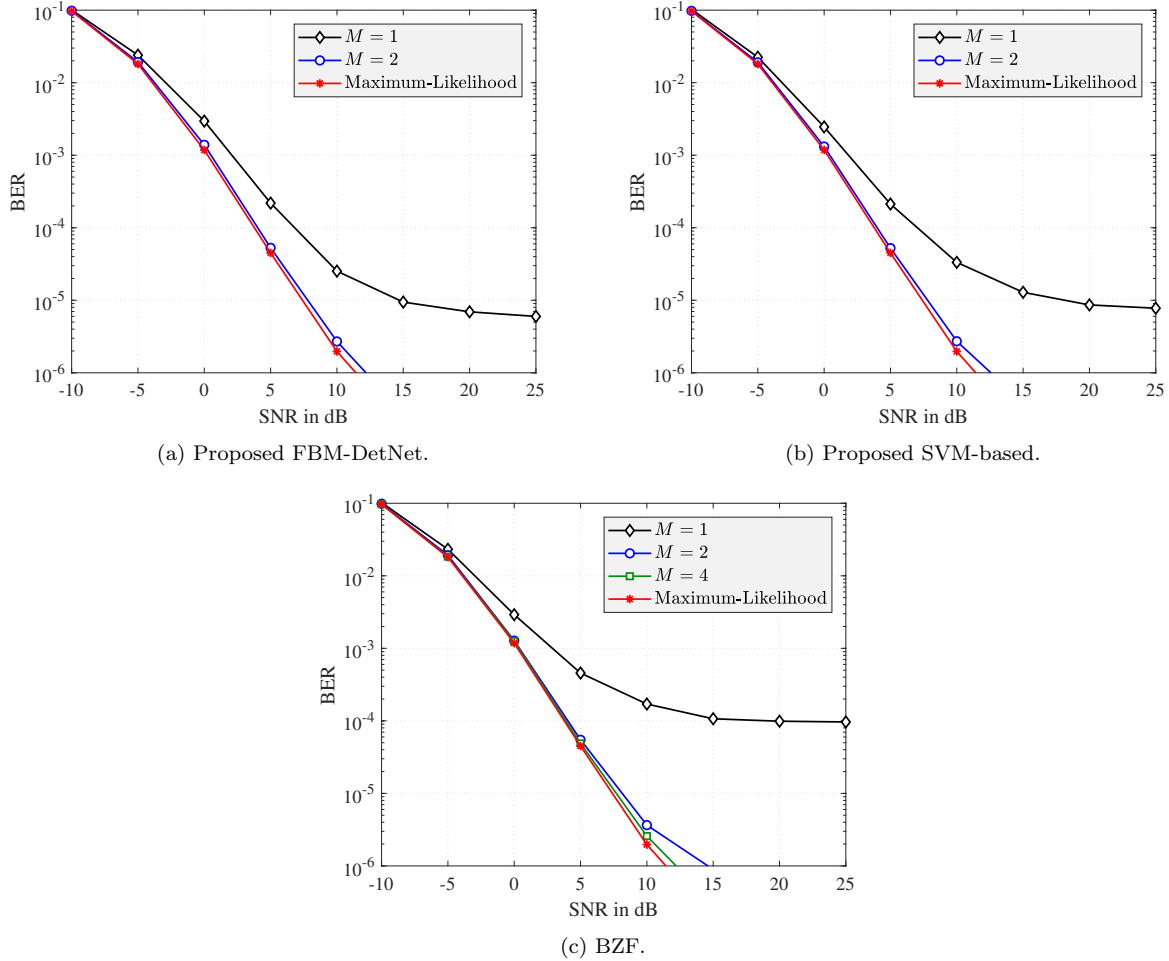 M = 1
M = 2
Maximum-Likelihood
10^-1
10^-2
10^-3
10^-4
10^-5
10^-6
BER
-10 -5 0 5 10 15 20 25
SNR in dB
(a) Proposed FBM-DetNet.
M = 1
M = 2
Maximum-Likelihood
10^-1
10^-2
10^-3
10^-4
10^-5
10^-6
BER
-10 -5 0 5 10 15 20 25
SNR in dB
(b) Proposed SVM-based.
M = 1
M = 2
M = 4
Maximum-Likelihood
10^-1
10^-2
10^-3
10^-4
10^-5
10^-6
BER
-10 -5 0 5 10 15 20 25
SNR in dB
(c) BZF.